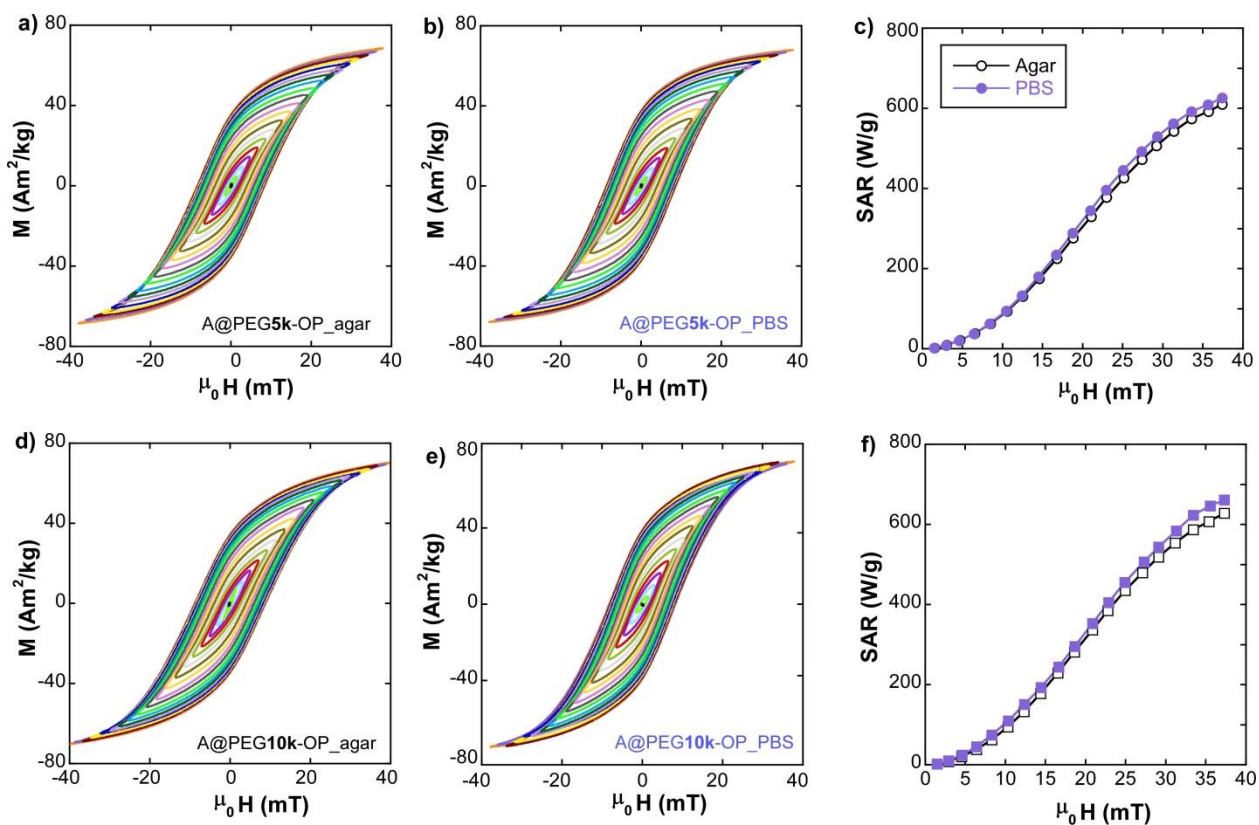 a)
M (Am²/kg)
80
40
0
-40
-80
A@PEG5k-OP_agar
-40 -20 0 20 40
μ₀ H (mT)
b)
80
40
0
-40
-80
A@PEG5k-OP_PBS
-40 -20 0 20 40
μ₀ H (mT)
c)
SAR (W/g)
800
600
400
200
0
Agar
PBS
0 5 10 15 20 25 30 35 40
μ₀ H (mT)
d)
M (Am²/kg)
80
40
0
-40
-80
A@PEG10k-OP_agar
-40 -20 0 20 40
μ₀ H (mT)
e)
M (Am²/kg)
80
40
0
-40
-80
A@PEG10k-OP_PBS
-40 -20 0 20 40
μ₀ H (mT)
f)
SAR (W/g)
800
600
400
200
0
0 5 10 15 20 25 30 35 40
μ₀ H (mT)